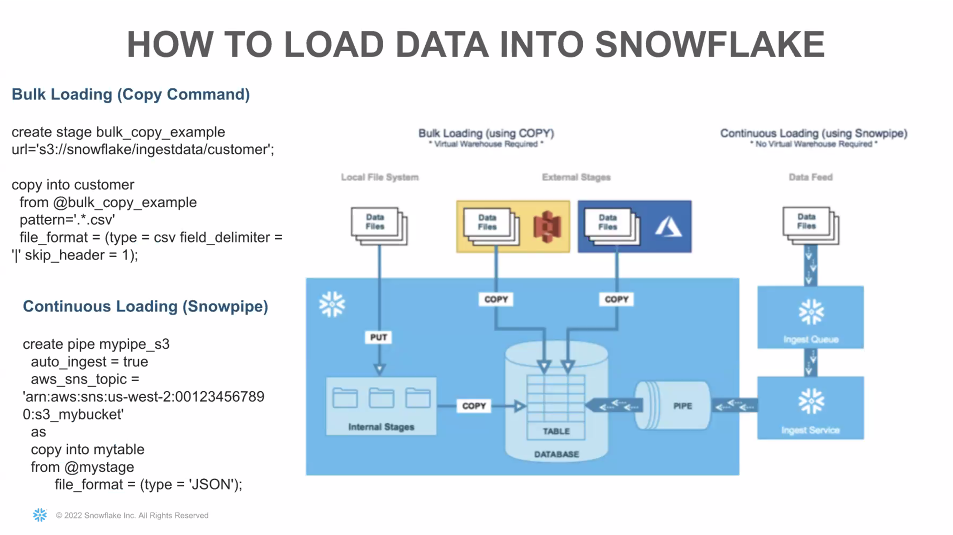 HOW TO LOAD DATA INTO SNOWFLAKE
Bulk Loading (Copy Command)
create stage bulk_copy_example
url='s3://snowflake/ingestdata/customer';
copy into customer
from @bulk_copy_example
pattern='.*.csv'
file_format = (type = csv field_delimiter =
'|' skip_header = 1);
Continuous Loading (Snowpipe)
create pipe mypipe_s3
auto_ingest = true
aws_sns_topic =
'arn:aws:sns:us-west-2:00123456789
0:s3_mybucket'
as
copy into mytable
from @mystage
file_format = (type = 'JSON');
Bulk Loading (using COPY)
* Virtual Warehouse Required *
Continuous Loading (using Snowpipe)
* No Virtual Warehouse Required *
Local File System
External Stages
Data Feed
Data
Files
Data
Files
Data
Files
Data
Files
COPY
COPY
PUT
Ingest Queue
Internal Stages
COPY
TABLE
DATABASE
PIPE
Ingest Service
© 2022 Snowflake Inc. All Rights Reserved